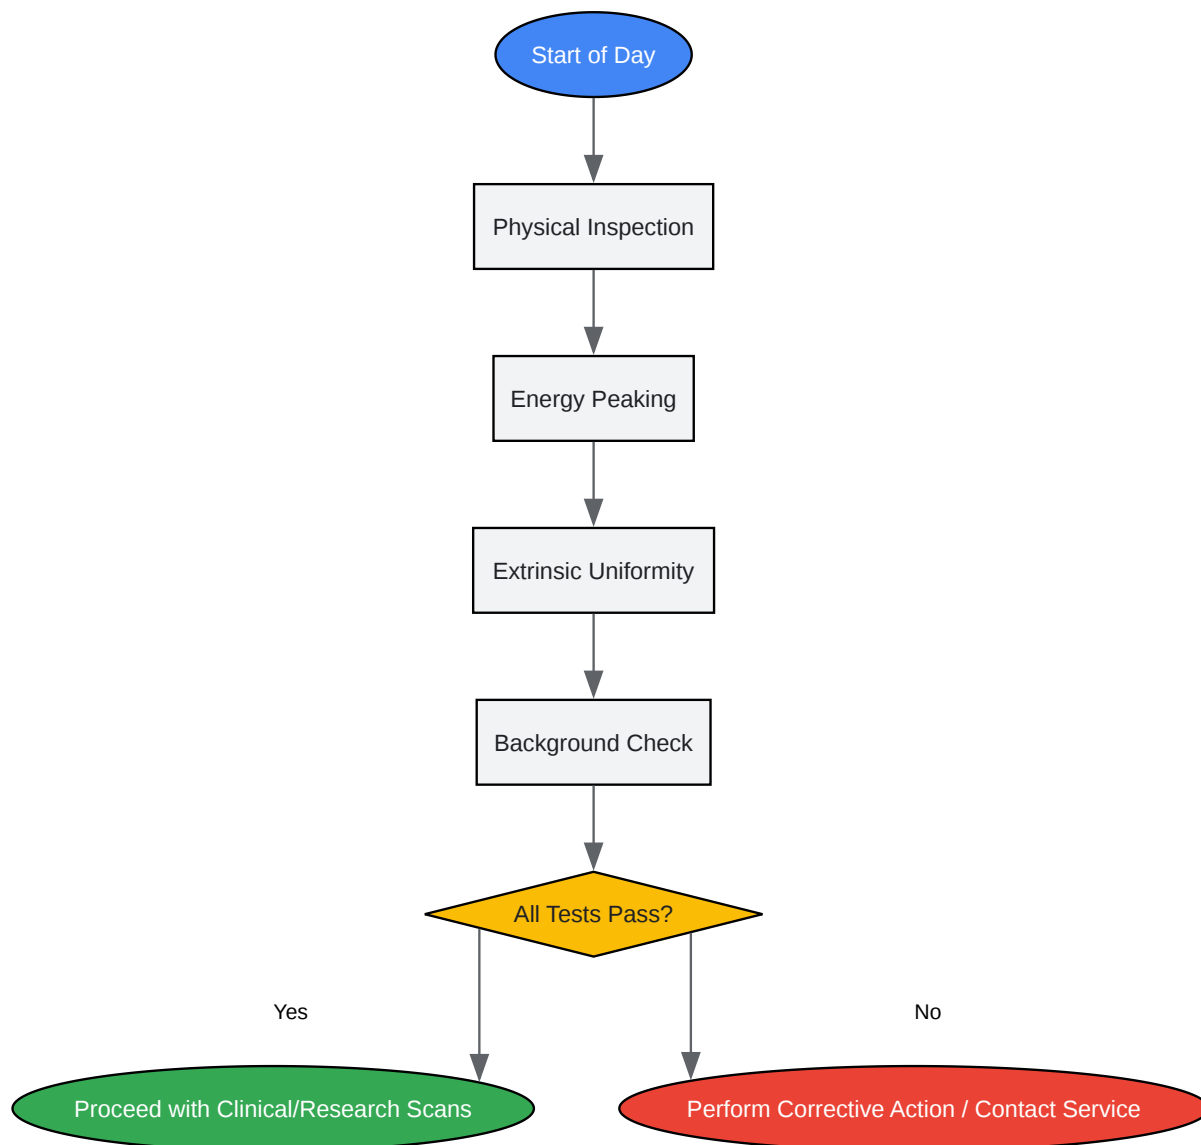 Start of Day
Physical Inspection
Energy Peaking
Extrinsic Uniformity
Background Check
All Tests Pass?
Yes
No
Proceed with Clinical/Research Scans
Perform Corrective Action / Contact Service